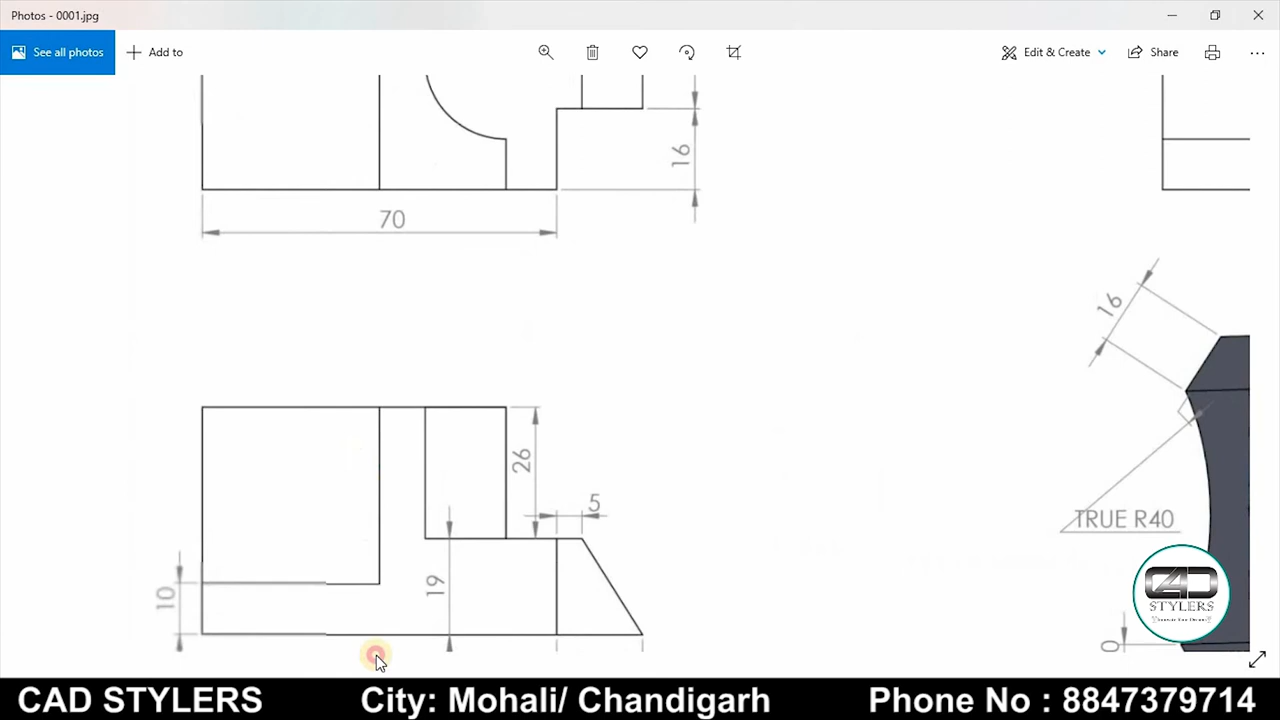 Photos - 0001.jpg
See all photos
Add to
Edit & Create
Share
16
70
16
26
5
TRUE R40
19
10
0
CAD
STYLERS
CAD STYLERS City: Mohali/ Chandigarh Phone No : 8847379714